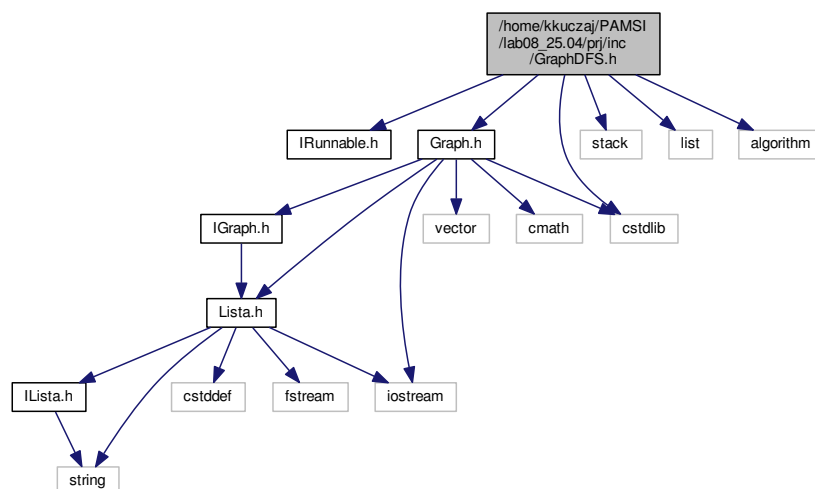 /home/kkuczaj/PAMSI
/lab08_25.04/prj/inc
/GraphDFS.h
IRunnable.h
Graph.h
stack
list
algorithm
IGraph.h
vector
cmath
cstdlib
Lista.h
ILista.h
cstddef
fstream
iostream
string